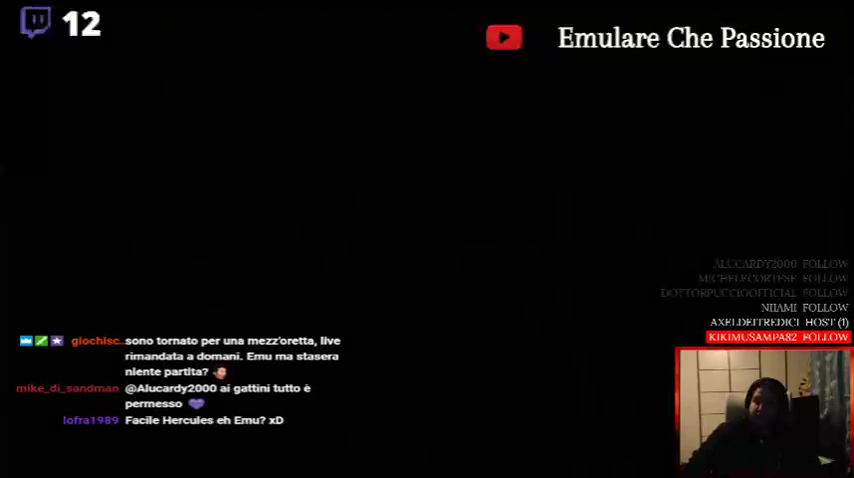 12
Emulare Che Passione
ALUCARDY2000 FOLLOW
MICHELECORTESE FOLLOW
DOTTORPUCCIOOFFICIAL FOLLOW
NIIAMI FOLLOW
AXELDEITREDICI HOST (1)
KIKIMUSAMPA82 FOLLOW
giochisc.. sono tornato per una mezz'oretta, live
rimandata a domani. Emu ma stasera
niente partita?
mike_di_sandman @Alucardy2000 ai gattini tutto è
permesso
lofra1989 Facile Hercules eh Emu? xD